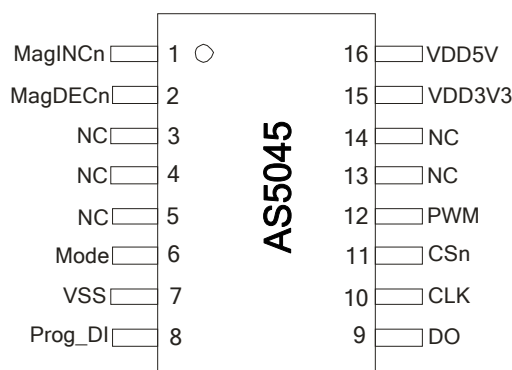 MagINCn 1 16 VDD5V
MagDECn 2 15 VDD3V3
NC 3 14 NC
NC 4 13 NC
NC 5 12 PWM
Mode 6 11 CSn
VSS 7 10 CLK
Prog_DI 8 9 DO
AS5045